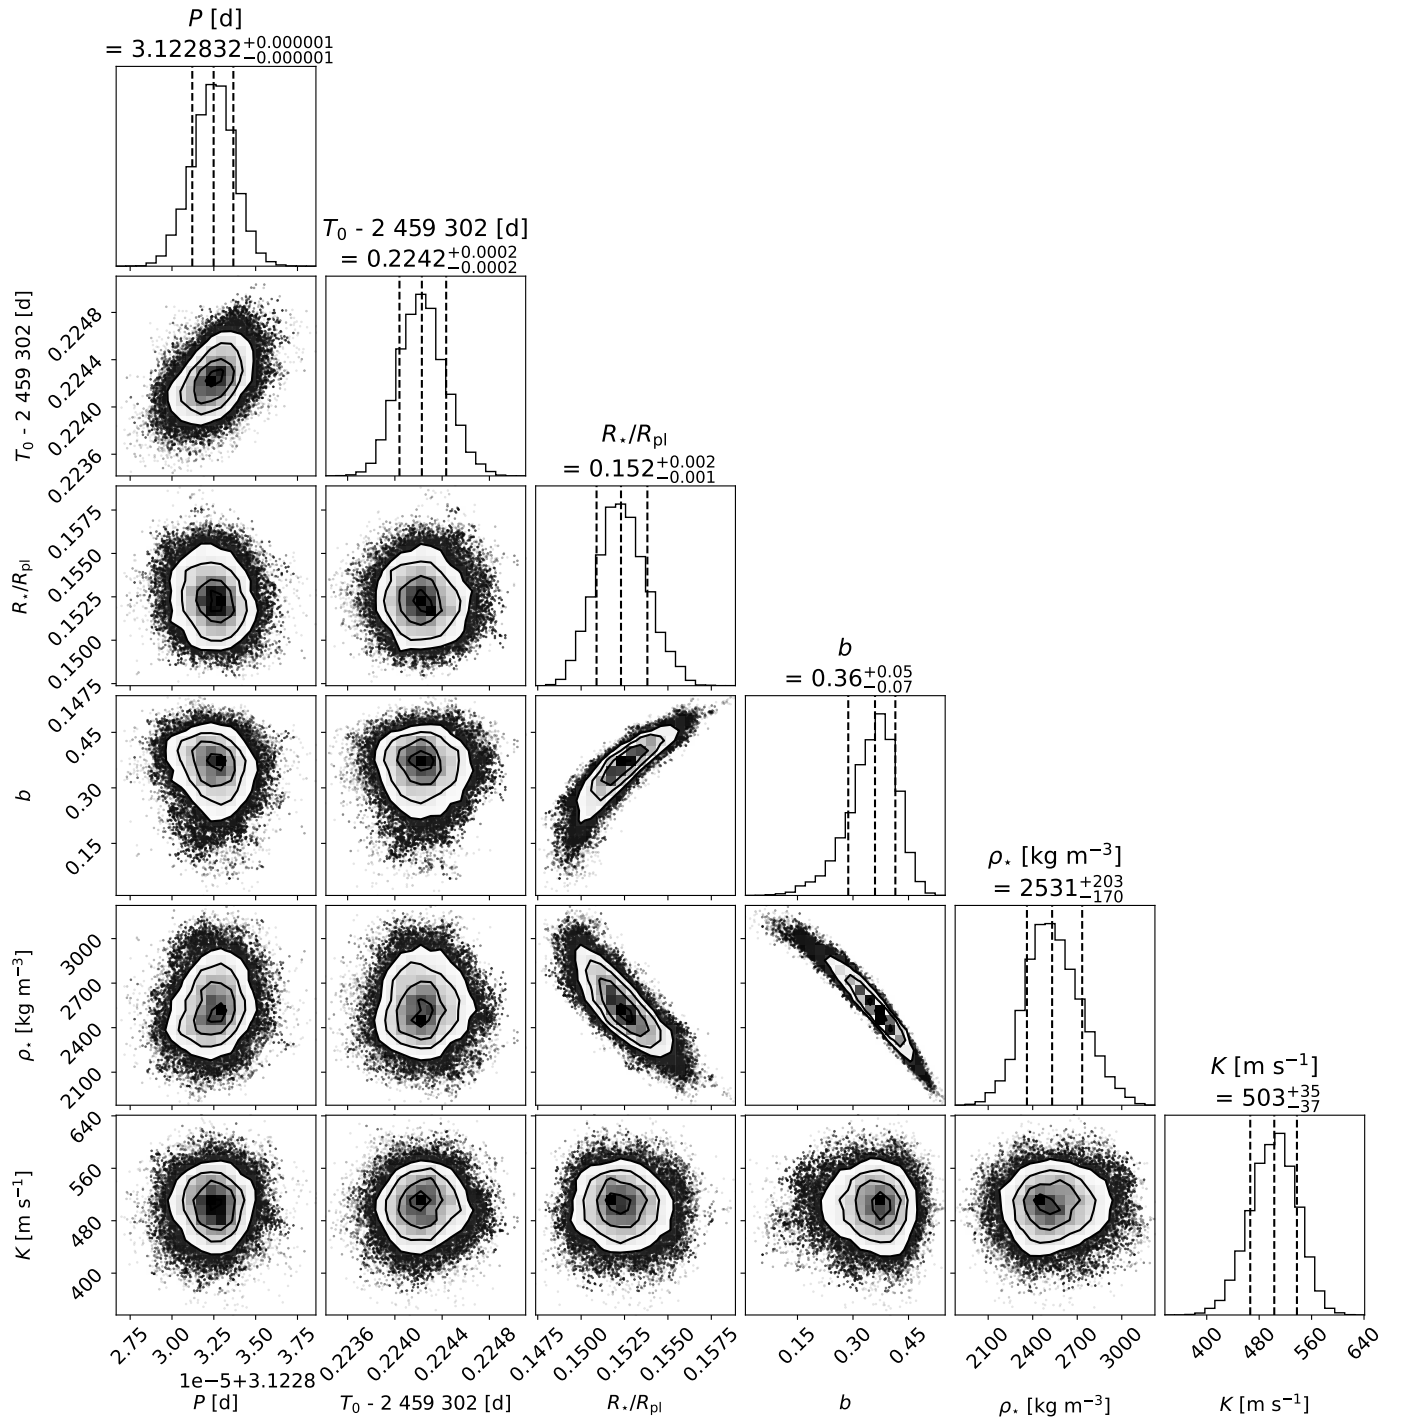 P [d]
= 3.122832+0.000001 −0.000001
T₀ - 2 459 302 [d]
= 0.2242+0.0002 −0.0002
R⋆/Rpl
= 0.152+0.002 −0.001
b
= 0.36+0.05 −0.07
ρ⋆ [kg m⁻³]
= 2531+203 −170
K [m s⁻¹]
= 503+35 −37
T₀ - 2 459 302 [d]
0.2248
0.2244
0.2240
0.2236
R⋆/Rpl
0.1575
0.1550
0.1525
0.1500
0.1475
b
0.45
0.30
0.15
ρ⋆ [kg m⁻³]
3000
2700
2400
2100
K [m s⁻¹]
640
560
480
400
2.75 3.00 3.25 3.75
0.2236 0.2240 0.2244 0.2248
0.1475 0.1500 0.1525 0.1550 0.1575
0.15 0.30 0.45
2100 2400 2700 3000
400 480 560 640
1e−5+3.1228
P [d]
T₀ - 2 459 302 [d]
R⋆/Rpl
b
ρ⋆ [kg m⁻³]
K [m s⁻¹]